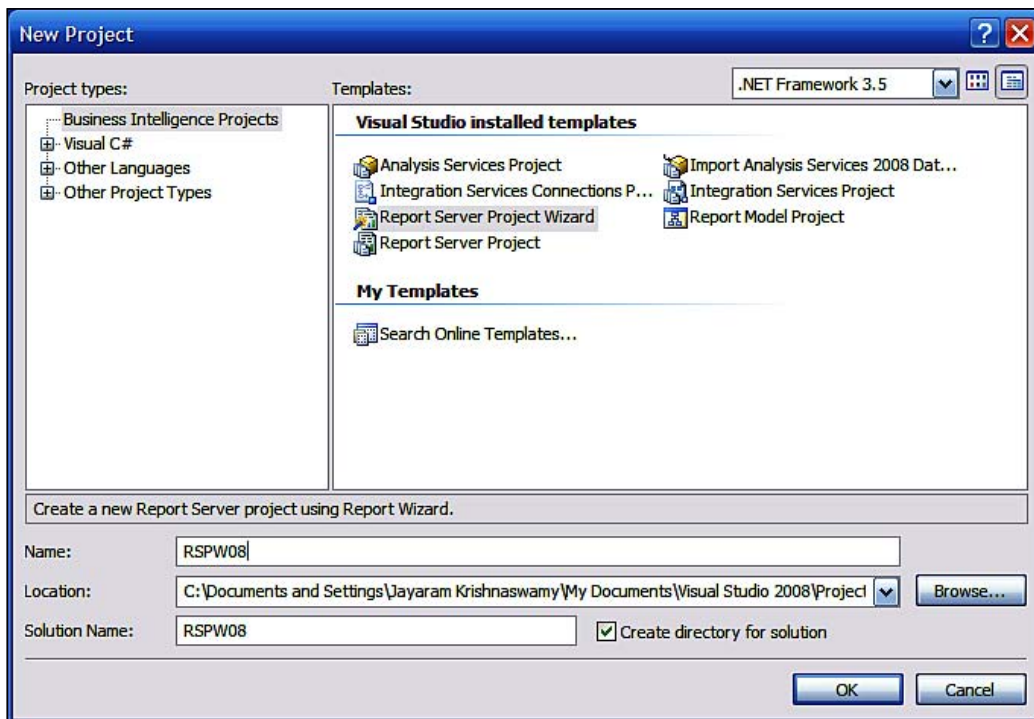 New Project
Project types:
Templates:
.NET Framework 3.5
Business Intelligence Projects
Visual C#
Other Languages
Other Project Types
Visual Studio installed templates
Analysis Services Project
Import Analysis Services 2008 Dat...
Integration Services Connections P...
Integration Services Project
Report Server Project Wizard
Report Model Project
Report Server Project
My Templates
Search Online Templates...
Create a new Report Server project using Report Wizard.
Name:
RSPW08
Location:
C:\Documents and Settings\Jayaram Krishnaswamy\My Documents\Visual Studio 2008\Project
Browse...
Solution Name:
RSPW08
Create directory for solution
OK
Cancel